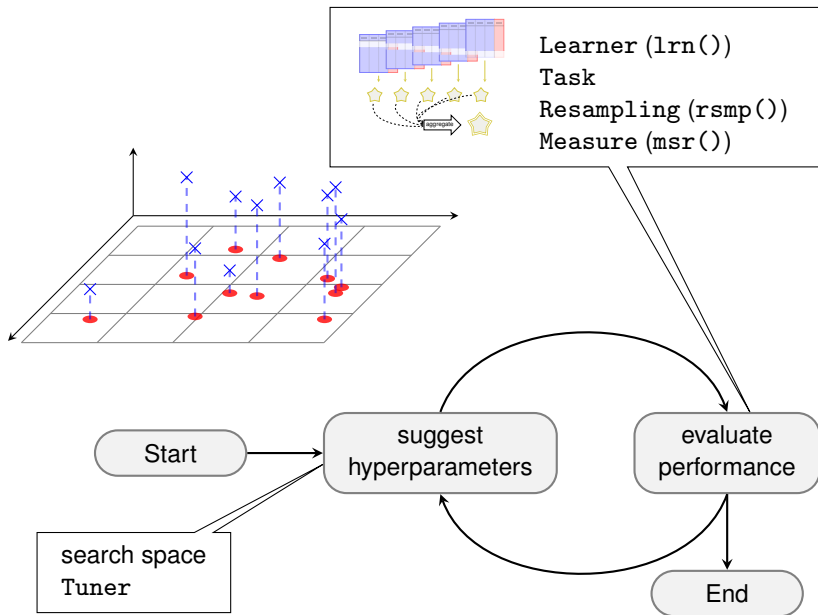 Learner (lrn())
Task
Resampling (rsmp())
Measure (msr())
aggregate
suggest
hyperparameters
evaluate
performance
Start
search space
Tuner
End